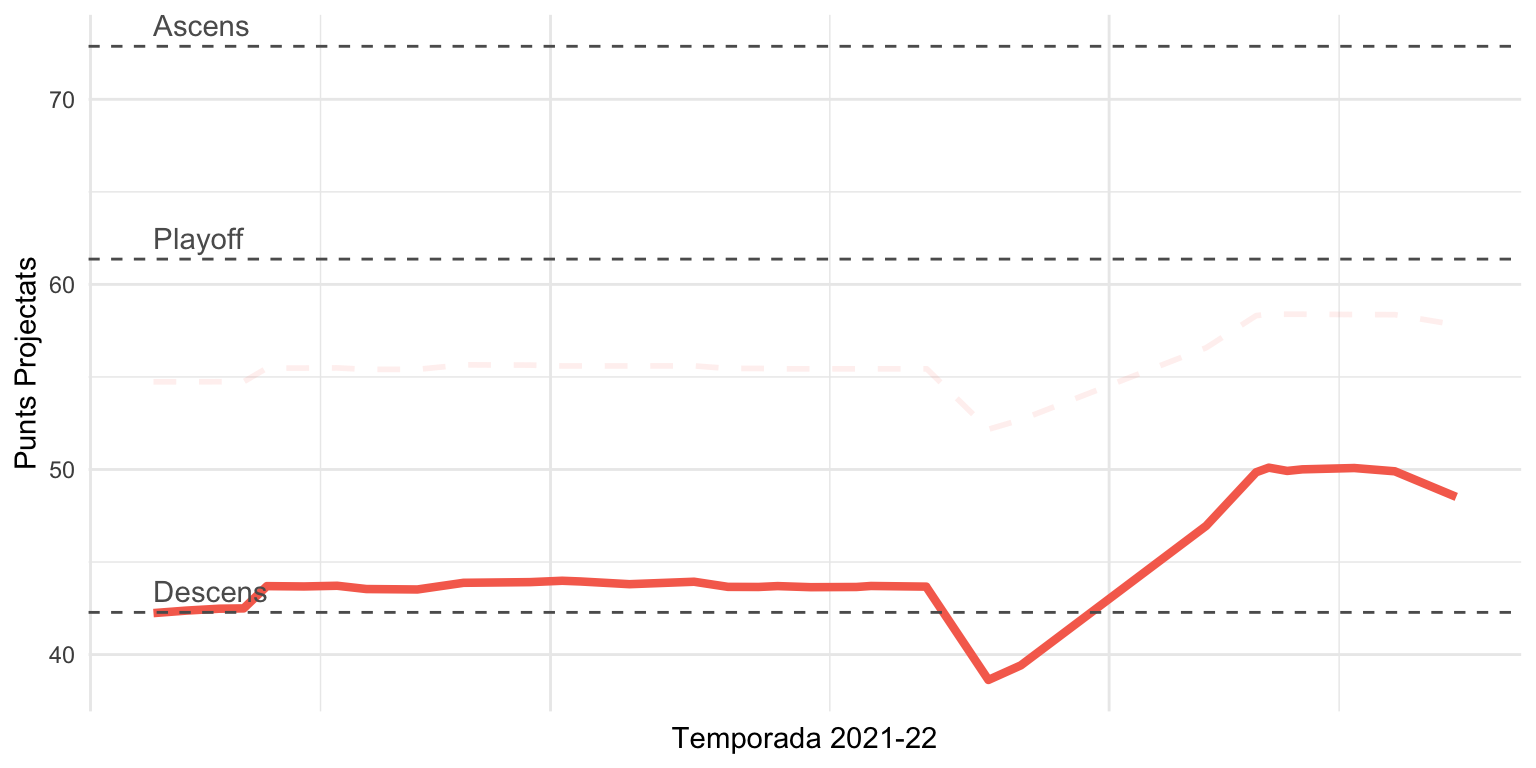 Ascens
70
Playoff
60
Punts Projectats
50
Descens
40
Temporada 2021-22